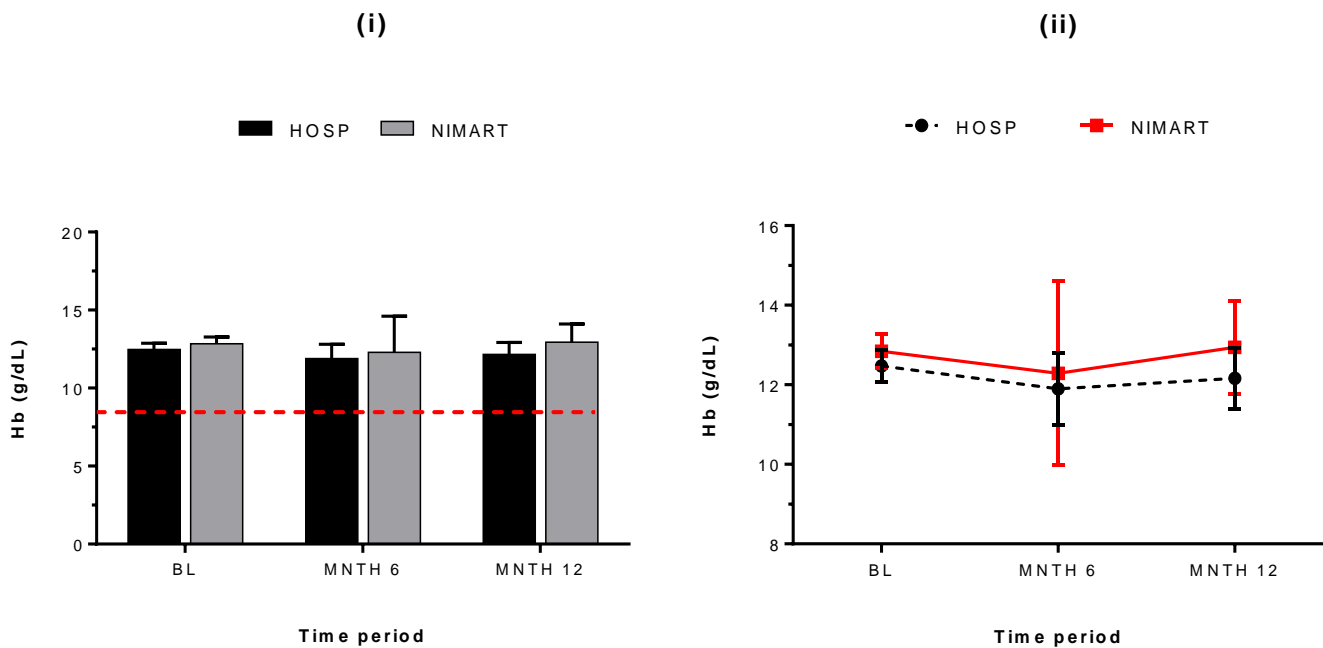 (i)
HOSP NIMART
Hb (g/dL)
20
15
10
5
0
BL MNTH 6 MNTH 12
Time period
(ii)
HOSP NIMART
Hb (g/dL)
16
14
12
10
8
BL MNTH 6 MNTH 12
Time period